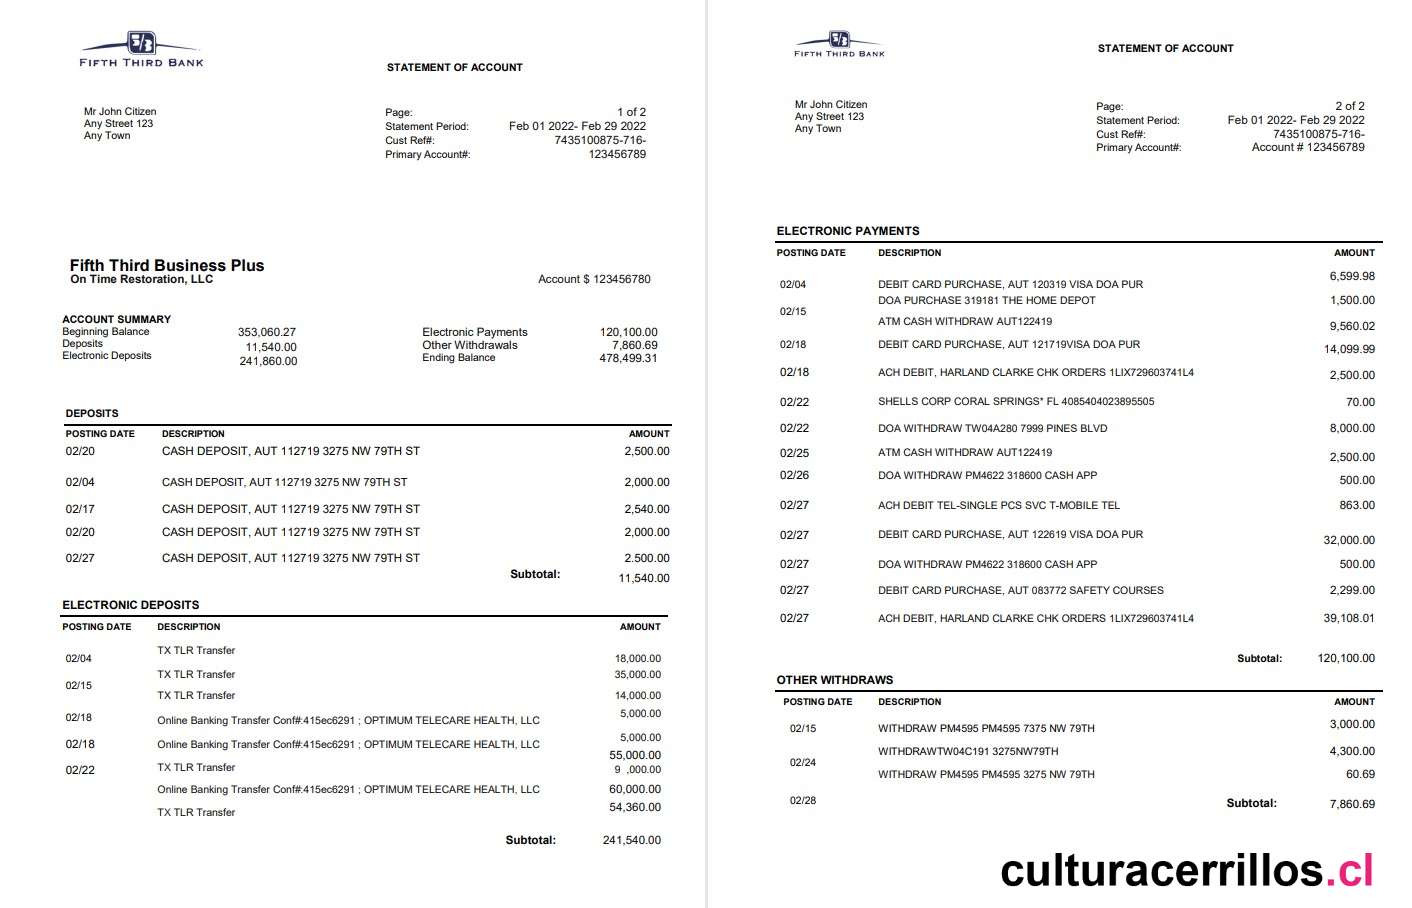 FIFTH THIRD BANK
STATEMENT OF ACCOUNT
Mr John Citizen
Any Street 123
Any Town
Page: 1 of 2
Statement Period: Feb 01 2022- Feb 29 2022
Cust Ref#: 7435100875-716-
Primary Account#: 123456789
Fifth Third Business Plus
On Time Restoration, LLC Account $ 123456780
ACCOUNT SUMMARY
Beginning Balance 353,060.27 Electronic Payments 120,100.00
Deposits 11,540.00 Other Withdrawals 7,860.69
Electronic Deposits 241,860.00 Ending Balance 478,499.31
DEPOSITS
POSTING DATE DESCRIPTION AMOUNT
02/20 CASH DEPOSIT, AUT 112719 3275 NW 79TH ST 2,500.00
02/04 CASH DEPOSIT, AUT 112719 3275 NW 79TH ST 2,000.00
02/17 CASH DEPOSIT, AUT 112719 3275 NW 79TH ST 2,540.00
02/20 CASH DEPOSIT, AUT 112719 3275 NW 79TH ST 2,000.00
02/27 CASH DEPOSIT, AUT 112719 3275 NW 79TH ST 2.500.00
Subtotal: 11,540.00
ELECTRONIC DEPOSITS
POSTING DATE DESCRIPTION AMOUNT
TX TLR Transfer
02/04 18,000.00
TX TLR Transfer 35,000.00
02/15
TX TLR Transfer 14,000.00
02/18 Online Banking Transfer Conf#:415ec6291 ; OPTIMUM TELECARE HEALTH, LLC 5,000.00
02/18 Online Banking Transfer Conf#:415ec6291 ; OPTIMUM TELECARE HEALTH, LLC 5,000.00
55,000.00
02/22 TX TLR Transfer 9 ,000.00
Online Banking Transfer Conf#:415ec6291 ; OPTIMUM TELECARE HEALTH, LLC 60,000.00
TX TLR Transfer 54,360.00
Subtotal: 241,540.00
FIFTH THIRD BANK
STATEMENT OF ACCOUNT
Mr John Citizen
Any Street 123
Any Town
Page: 2 of 2
Statement Period: Feb 01 2022- Feb 29 2022
Cust Ref#: 7435100875-716-
Primary Account#: Account # 123456789
ELECTRONIC PAYMENTS
POSTING DATE DESCRIPTION AMOUNT
02/04 DEBIT CARD PURCHASE, AUT 120319 VISA DOA PUR 6,599.98
DOA PURCHASE 319181 THE HOME DEPOT 1,500.00
02/15
ATM CASH WITHDRAW AUT122419 9,560.02
02/18 DEBIT CARD PURCHASE, AUT 121719VISA DOA PUR 14,099.99
02/18 ACH DEBIT, HARLAND CLARKE CHK ORDERS 1LIX729603741L4 2,500.00
02/22 SHELLS CORP CORAL SPRINGS* FL 4085404023895505 70.00
02/22 DOA WITHDRAW TW04A280 7999 PINES BLVD 8,000.00
02/25 ATM CASH WITHDRAW AUT122419 2,500.00
02/26 DOA WITHDRAW PM4622 318600 CASH APP 500.00
02/27 ACH DEBIT TEL-SINGLE PCS SVC T-MOBILE TEL 863.00
02/27 DEBIT CARD PURCHASE, AUT 122619 VISA DOA PUR 32,000.00
02/27 DOA WITHDRAW PM4622 318600 CASH APP 500.00
02/27 DEBIT CARD PURCHASE, AUT 083772 SAFETY COURSES 2,299.00
02/27 ACH DEBIT, HARLAND CLARKE CHK ORDERS 1LIX729603741L4 39,108.01
Subtotal: 120,100.00
OTHER WITHDRAWS
POSTING DATE DESCRIPTION AMOUNT
02/15 WITHDRAW PM4595 PM4595 7375 NW 79TH 3,000.00
WITHDRAWTW04C191 3275NW79TH 4,300.00
02/24
WITHDRAW PM4595 PM4595 3275 NW 79TH 60.69
02/28 Subtotal: 7,860.69
culturacerrillos.cl